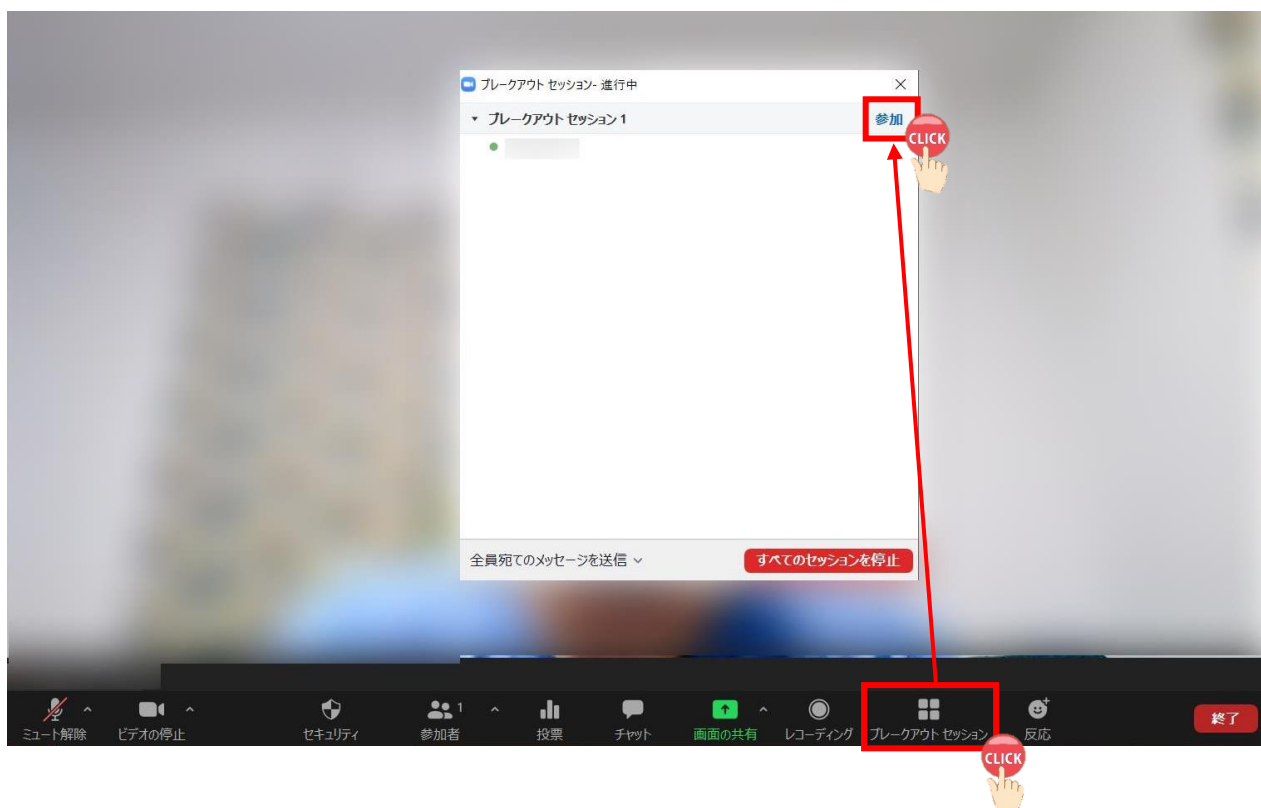 ブレークアウト セッション- 進行中
ブレークアウト セッション 1
参加
CLICK
全員宛てのメッセージを送信
すべてのセッションを停止
ミュート解除
ビデオの停止
セキュリティ
1
参加者
投票
チャット
画面の共有
レコーディング
ブレークアウト セッション
反応
終了
CLICK